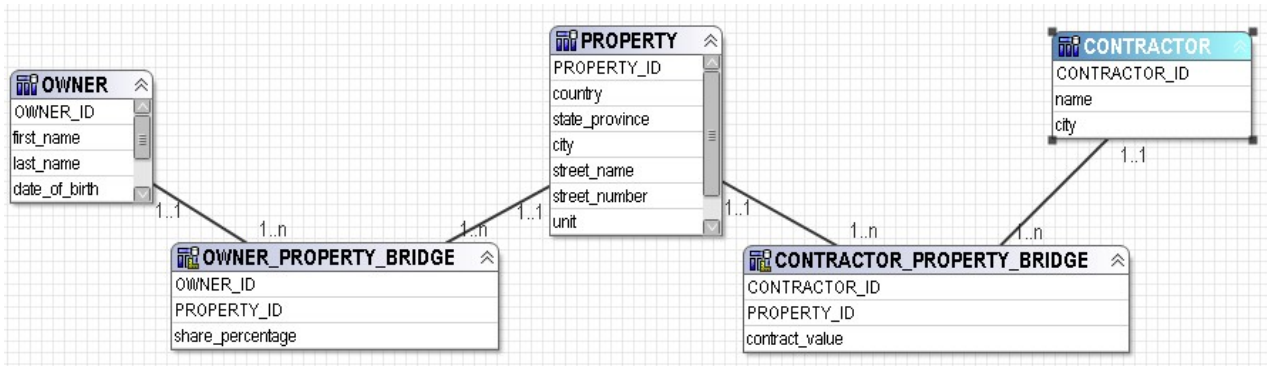 OWNER
OWNER_ID
first_name
last_name
date_of_birth
1..1
1..n
OWNER_PROPERTY_BRIDGE
OWNER_ID
PROPERTY_ID
share_percentage
1..n
1..1
PROPERTY
PROPERTY_ID
country
state_province
city
street_name
street_number
unit
1..1
1..n
CONTRACTOR_PROPERTY_BRIDGE
CONTRACTOR_ID
PROPERTY_ID
contract_value
1..n
1..1
CONTRACTOR
CONTRACTOR_ID
name
city